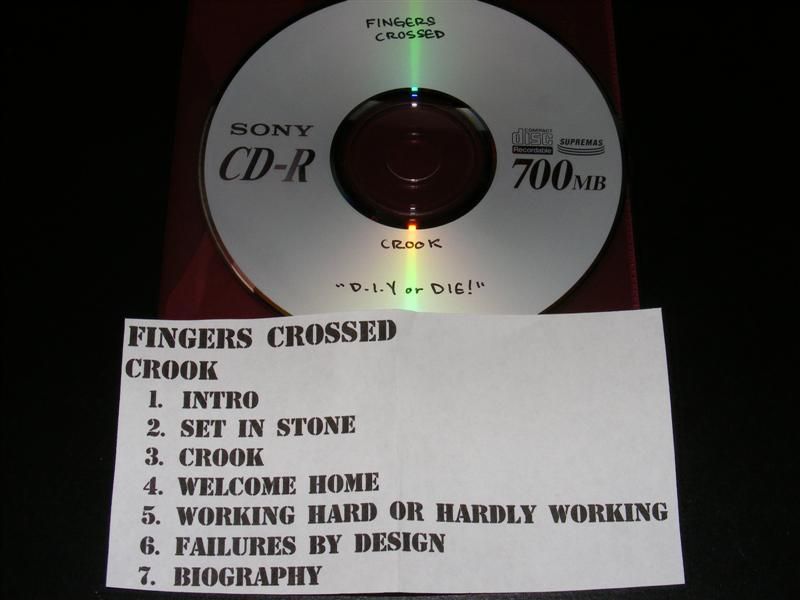 FINGERS
CROSSED
SONY
CD-R
COMPACT
disc
Recordable
SUPREMAS
700MB
CROOK
"D.I.Y or DIE!"
FINGERS CROSSED
CROOK
1. INTRO
2. SET IN STONE
3. CROOK
4. WELCOME HOME
5. WORKING HARD OR HARDLY WORKING
6. FAILURES BY DESIGN
7. BIOGRAPHY